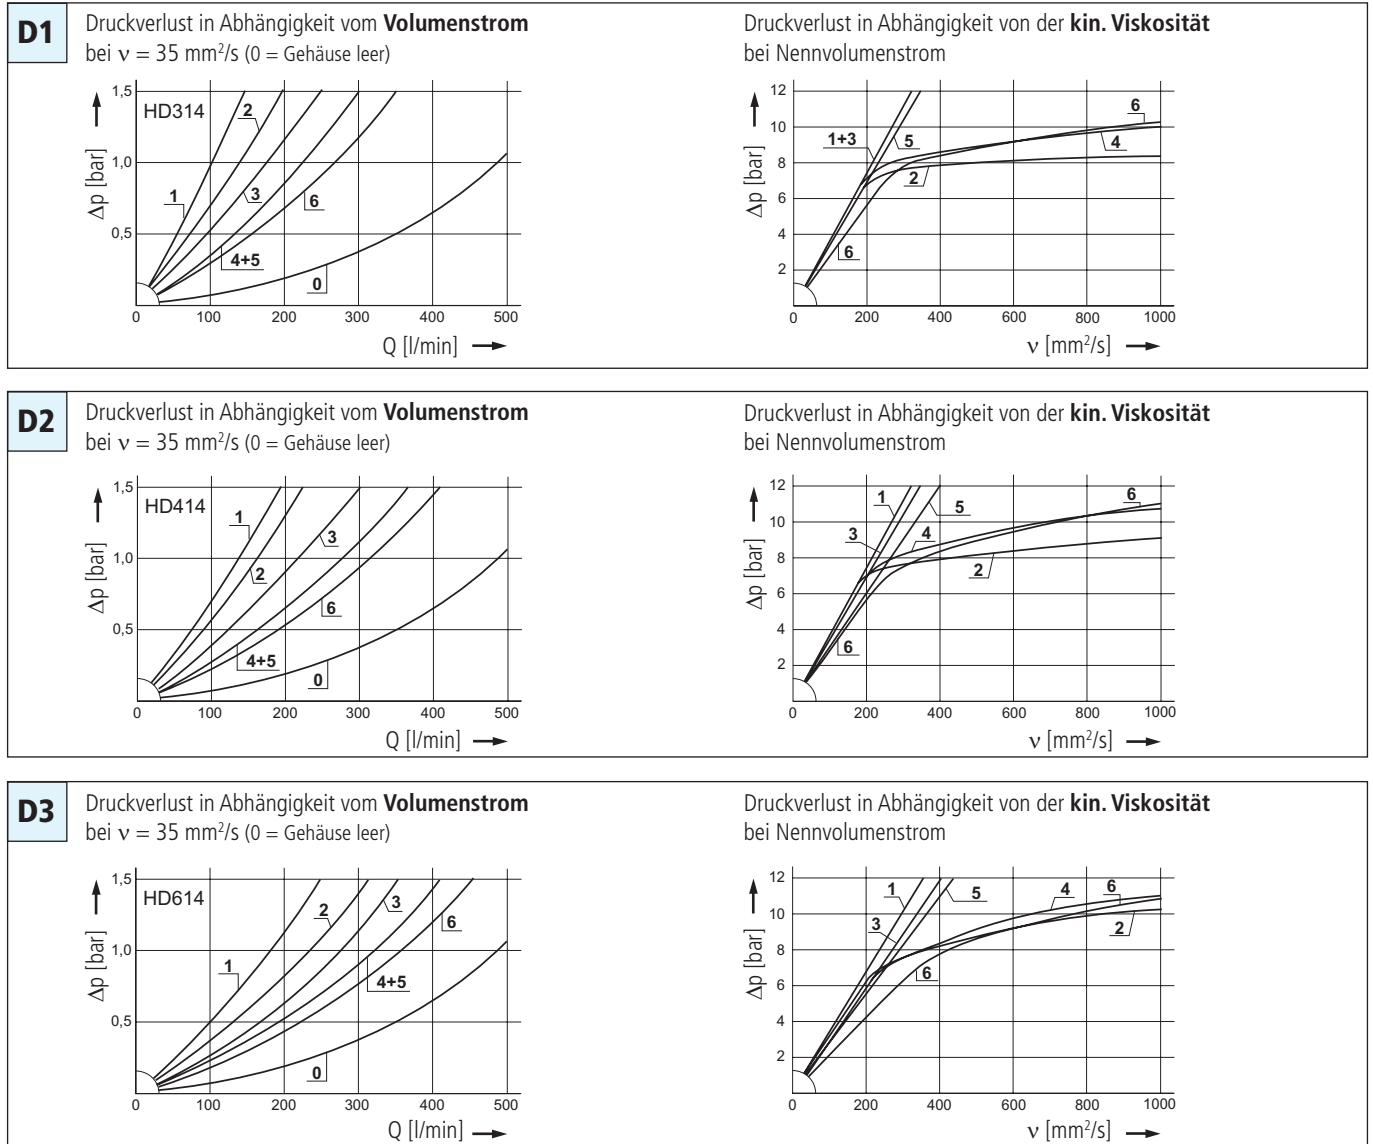 D1
Druckverlust in Abhängigkeit vom Volumenstrom
bei ν = 35 mm²/s (0 = Gehäuse leer)
Δp [bar]
1,5
1,0
0,5
HD314
1
2
3
4+5
6
0
0 100 200 300 400 500
Q [l/min]
Druckverlust in Abhängigkeit von der kin. Viskosität
bei Nennvolumenstrom
Δp [bar]
12
10
8
6
4
2
1+3
5
6
4
2
6
0 200 400 600 800 1000
ν [mm²/s]
D2
Druckverlust in Abhängigkeit vom Volumenstrom
bei ν = 35 mm²/s (0 = Gehäuse leer)
Δp [bar]
1,5
1,0
0,5
HD414
1
2
3
6
4+5
0
0 100 200 300 400 500
Q [l/min]
Druckverlust in Abhängigkeit von der kin. Viskosität
bei Nennvolumenstrom
Δp [bar]
12
10
8
6
4
2
1
5
6
3
4
2
6
0 200 400 600 800 1000
ν [mm²/s]
D3
Druckverlust in Abhängigkeit vom Volumenstrom
bei ν = 35 mm²/s (0 = Gehäuse leer)
Δp [bar]
1,5
1,0
0,5
HD614
1
2
3
6
4+5
0
0 100 200 300 400 500
Q [l/min]
Druckverlust in Abhängigkeit von der kin. Viskosität
bei Nennvolumenstrom
Δp [bar]
12
10
8
6
4
2
1
5
4
6
3
2
6
0 200 400 600 800 1000
ν [mm²/s]